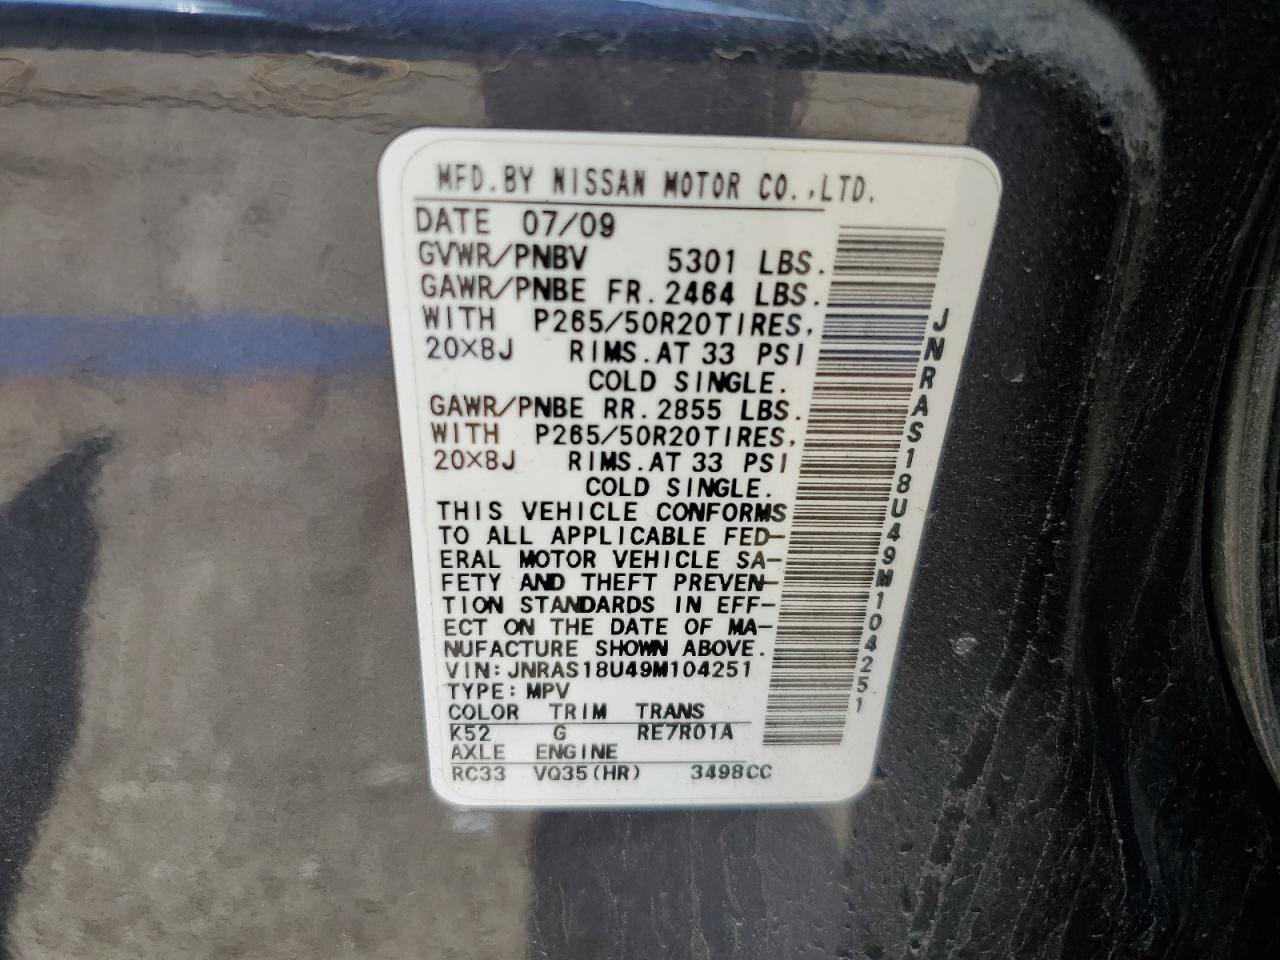 MFD.BY NISSAN MOTOR CO.,LTD.
DATE 07/09
GVWR/PNBV 5301 LBS.
GAWR/PNBE FR. 2464 LBS.
WITH P265/50R20TIRES,
20×8J RIMS.AT 33 PSI
COLD SINGLE.
GAWR/PNBE RR. 2855 LBS.
WITH P265/50R20TIRES,
20×8J RIMS.AT 33 PSI
COLD SINGLE.
THIS VEHICLE CONFORMS
TO ALL APPLICABLE FED-
ERAL MOTOR VEHICLE SA-
FETY AND THEFT PREVEN-
TION STANDARDS IN EFF-
ECT ON THE DATE OF MA-
NUFACTURE SHOWN ABOVE.
VIN:JNRAS18U49M104251
TYPE:MPV
COLOR TRIM TRANS
K52 G RE7R01A
AXLE ENGINE
RC33 VQ35(HR) 3498CC
JNRAS18U49M104251